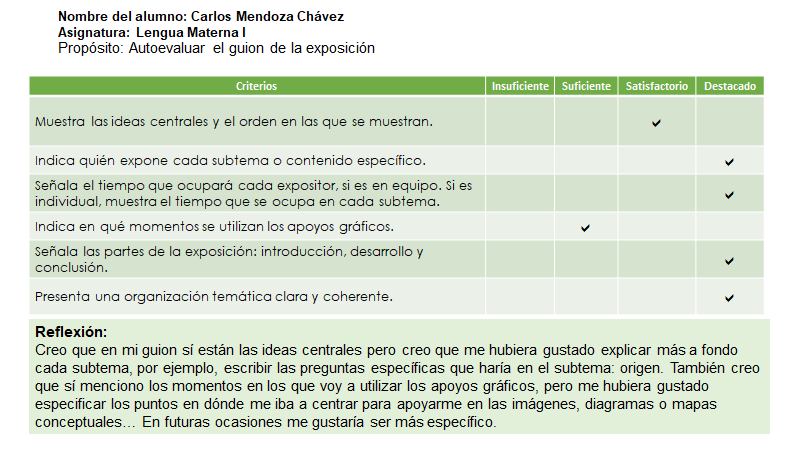 Nombre del alumno: Carlos Mendoza Chávez
Asignatura: Lengua Materna I
Propósito: Autoevaluar el guion de la exposición
Criterios Insuficiente Suficiente Satisfactorio Destacado
Muestra las ideas centrales y el orden en las que se muestran. ✓
Indica quién expone cada subtema o contenido específico. ✓
Señala el tiempo que ocupará cada expositor, si es en equipo. Si es
individual, muestra el tiempo que se ocupa en cada subtema. ✓
Indica en qué momentos se utilizan los apoyos gráficos. ✓
Señala las partes de la exposición: introducción, desarrollo y
conclusión. ✓
Presenta una organización temática clara y coherente. ✓
Reflexión:
Creo que en mi guion sí están las ideas centrales pero creo que me hubiera gustado explicar más a fondo
cada subtema, por ejemplo, escribir las preguntas específicas que haría en el subtema: origen. También creo
que sí menciono los momentos en los que voy a utilizar los apoyos gráficos, pero me hubiera gustado
especificar los puntos en dónde me iba a centrar para apoyarme en las imágenes, diagramas o mapas
conceptuales… En futuras ocasiones me gustaría ser más específico.